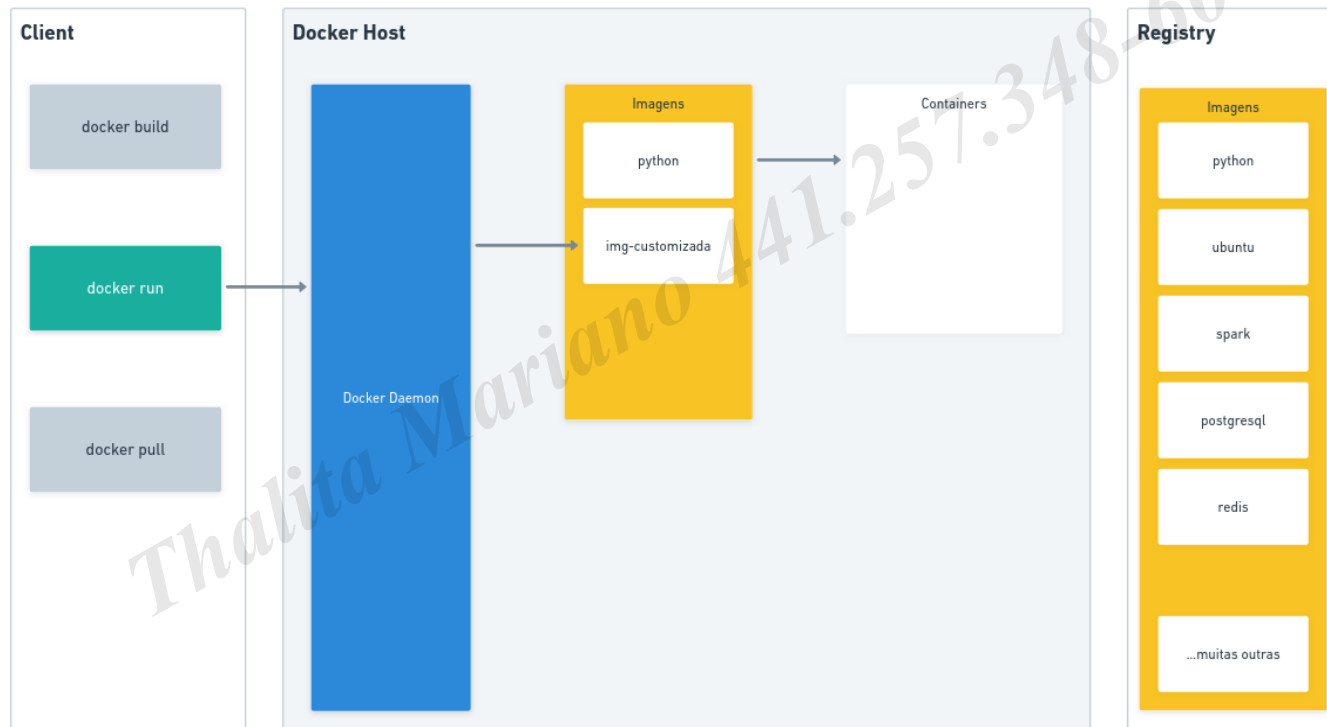 Client
docker build
docker run
docker pull
Docker Host
Docker Daemon
Imagens
python
img-customizada
Containers
Registry
Imagens
python
ubuntu
spark
postgresql
redis
...muitas outras
Thalita Mariano 441.257.348-